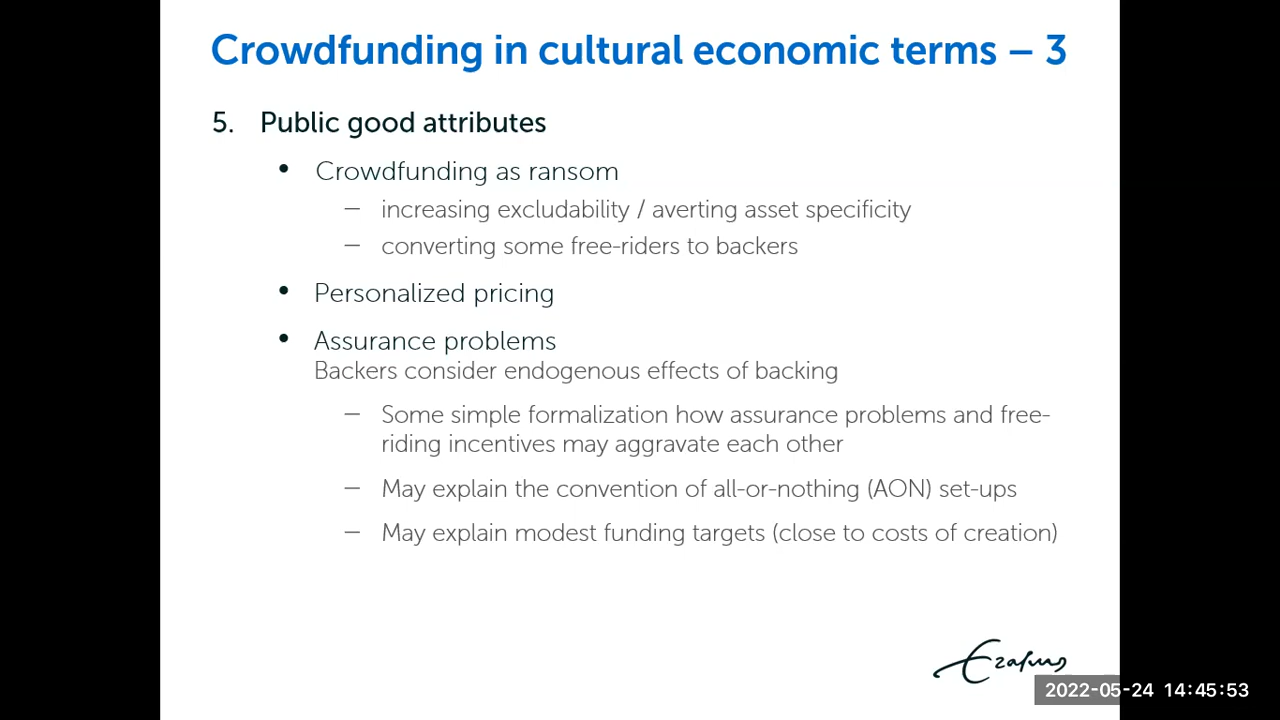 Crowdfunding in cultural economic terms – 3
5. Public good attributes
• Crowdfunding as ransom
– increasing excludability / averting asset specificity
– converting some free-riders to backers
• Personalized pricing
• Assurance problems
Backers consider endogenous effects of backing
– Some simple formalization how assurance problems and free-
riding incentives may aggravate each other
– May explain the convention of all-or-nothing (AON) set-ups
– May explain modest funding targets (close to costs of creation)
Erasmus
2022-05-24 14:45:53